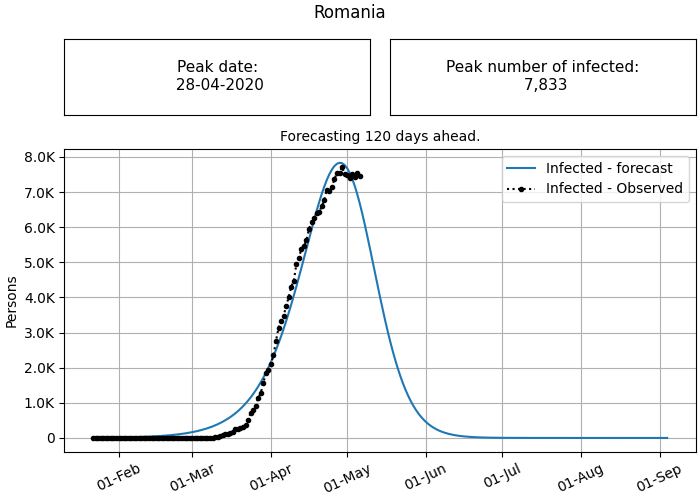 Romania
Peak date:
28-04-2020
Peak number of infected:
7,833
Forecasting 120 days ahead.
8.0K
7.0K
6.0K
5.0K
4.0K
3.0K
2.0K
1.0K
0
Persons
Infected - forecast
Infected - Observed
01-Feb
01-Mar
01-Apr
01-May
01-Jun
01-Jul
01-Aug
01-Sep